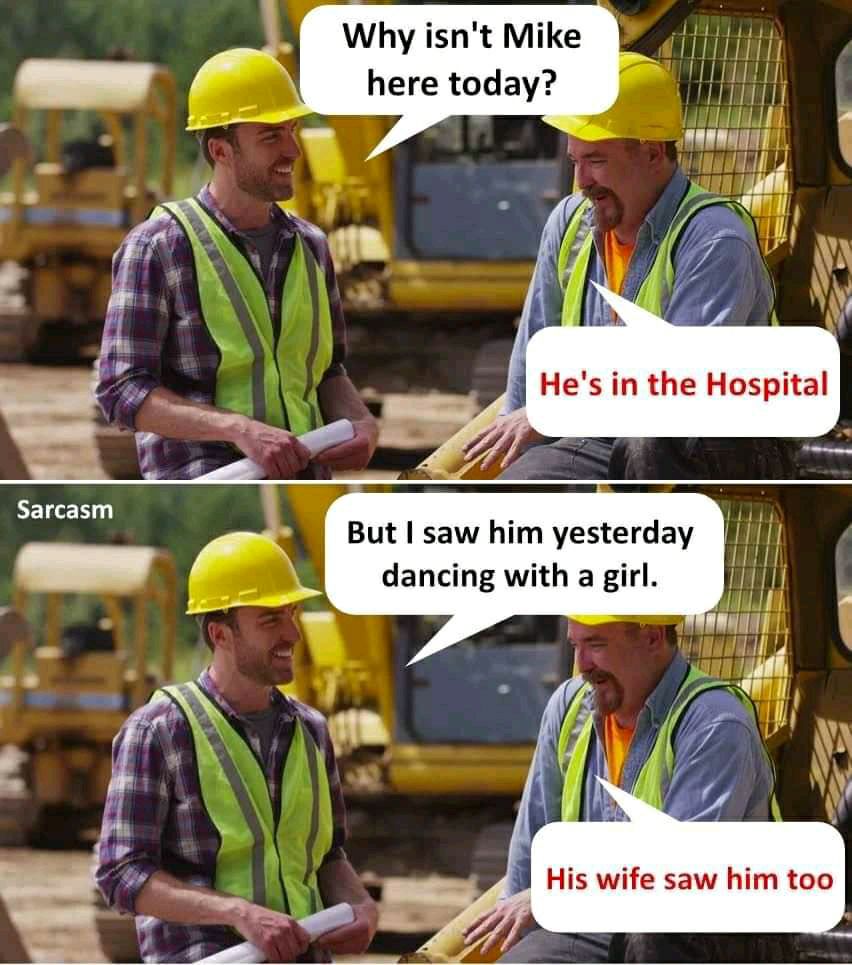 Why isn't Mike
here today?
He's in the Hospital
Sarcasm
But I saw him yesterday
dancing with a girl.
His wife saw him too